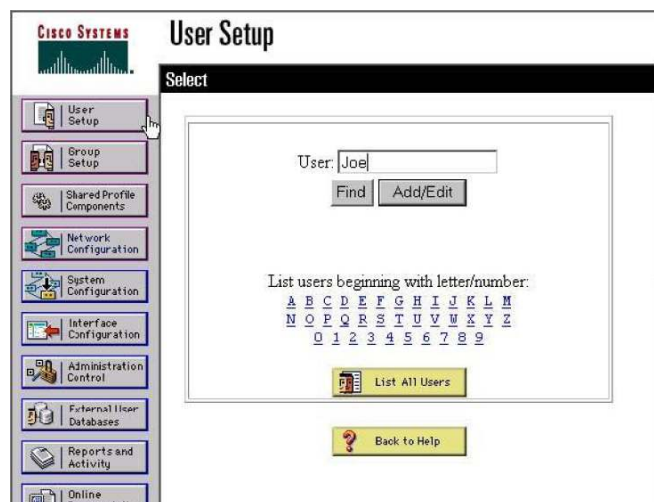 CISCO SYSTEMS
User Setup
Select
User
Setup
Group
Setup
Shared Profile
Components
Network
Configuration
System
Configuration
Interface
Configuration
Administration
Control
External User
Databases
Reports and
Activity
Online
User: Joe
Find Add/Edit
List users beginning with letter/number:
A B C D E F G H I J K L M
N O P Q R S T U V W X Y Z
0 1 2 3 4 5 6 7 8 9
List All Users
Back to Help